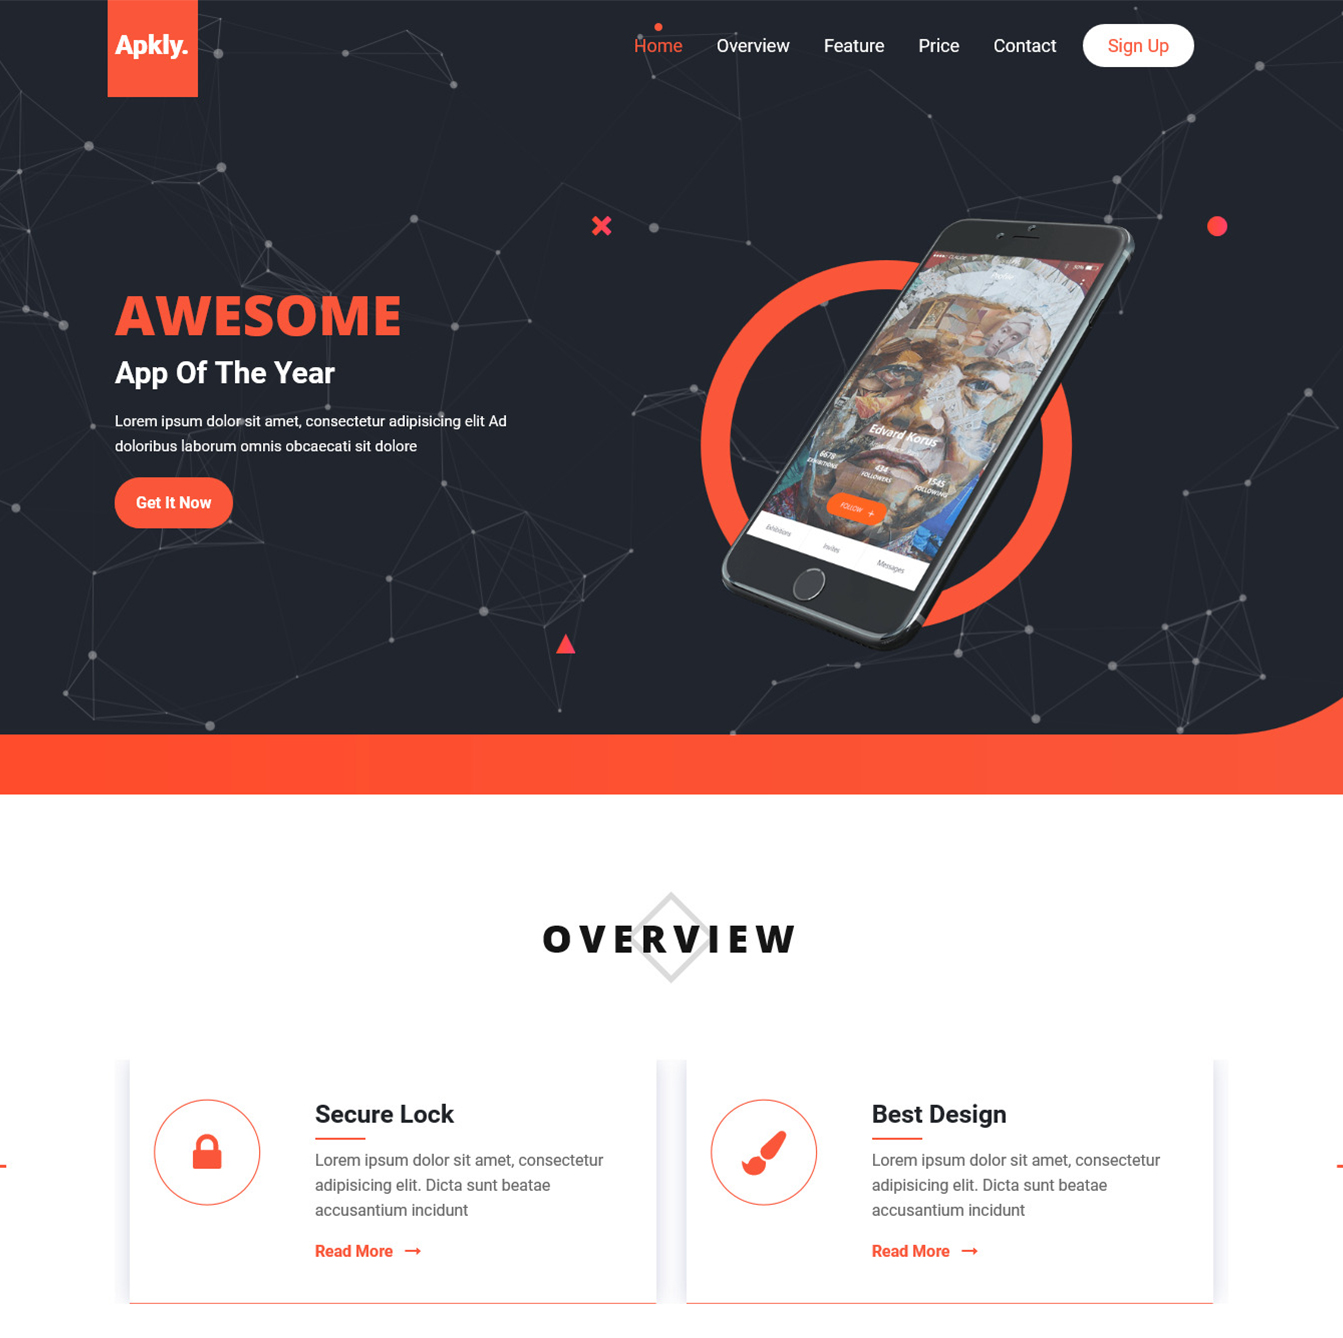 Apkly.
Home Overview Feature Price Contact Sign Up
AWESOME
App Of The Year
Lorem ipsum dolor sit amet, consectetur adipisicing elit Ad
doloribus laborum omnis obcaecati sit dolore
Get It Now
30%
Edvard Korus
6678 EXHIBITIONS
434 FOLLOWERS
1545 FOLLOWING
FOLLOW +
Exhibitions
Invites
Messages
OVERVIEW
Secure Lock
Lorem ipsum dolor sit amet, consectetur
adipisicing elit. Dicta sunt beatae
accusantium incidunt
Read More
Best Design
Lorem ipsum dolor sit amet, consectetur
adipisicing elit. Dicta sunt beatae
accusantium incidunt
Read More